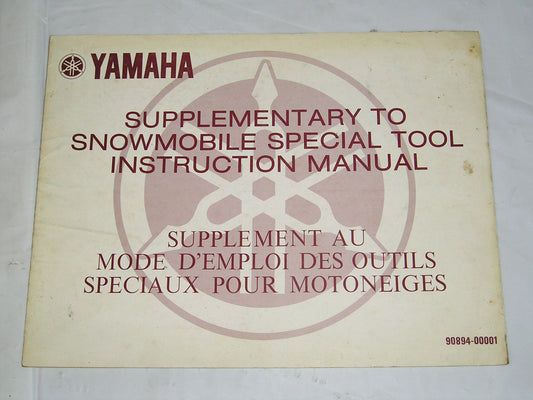 YAMAHA
SUPPLEMENTARY TO
SNOWMOBILE SPECIAL TOOL
INSTRUCTION MANUAL
SUPPLEMENT AU
MODE D'EMPLOI DES OUTILS
SPECIAUX POUR MOTONEIGES
90894-00001